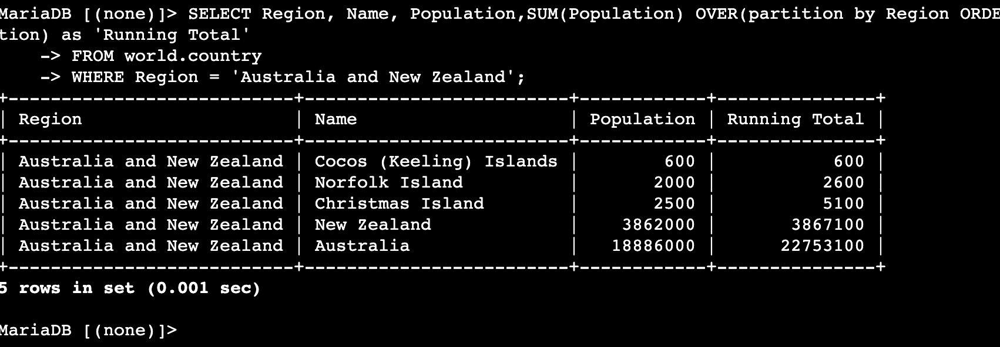 MariaDB [(none)]> SELECT Region, Name, Population,SUM(Population) OVER(partition by Region ORDE
tion) as 'Running Total'
    -> FROM world.country
    -> WHERE Region = 'Australia and New Zealand';
+---------------------------+-------------------------+------------+---------------+
| Region                    | Name                    | Population | Running Total |
+---------------------------+-------------------------+------------+---------------+
| Australia and New Zealand | Cocos (Keeling) Islands |        600 |           600 |
| Australia and New Zealand | Norfolk Island          |       2000 |          2600 |
| Australia and New Zealand | Christmas Island        |       2500 |          5100 |
| Australia and New Zealand | New Zealand             |    3862000 |       3867100 |
| Australia and New Zealand | Australia               |   18886000 |      22753100 |
+---------------------------+-------------------------+------------+---------------+
5 rows in set (0.001 sec)
MariaDB [(none)]>